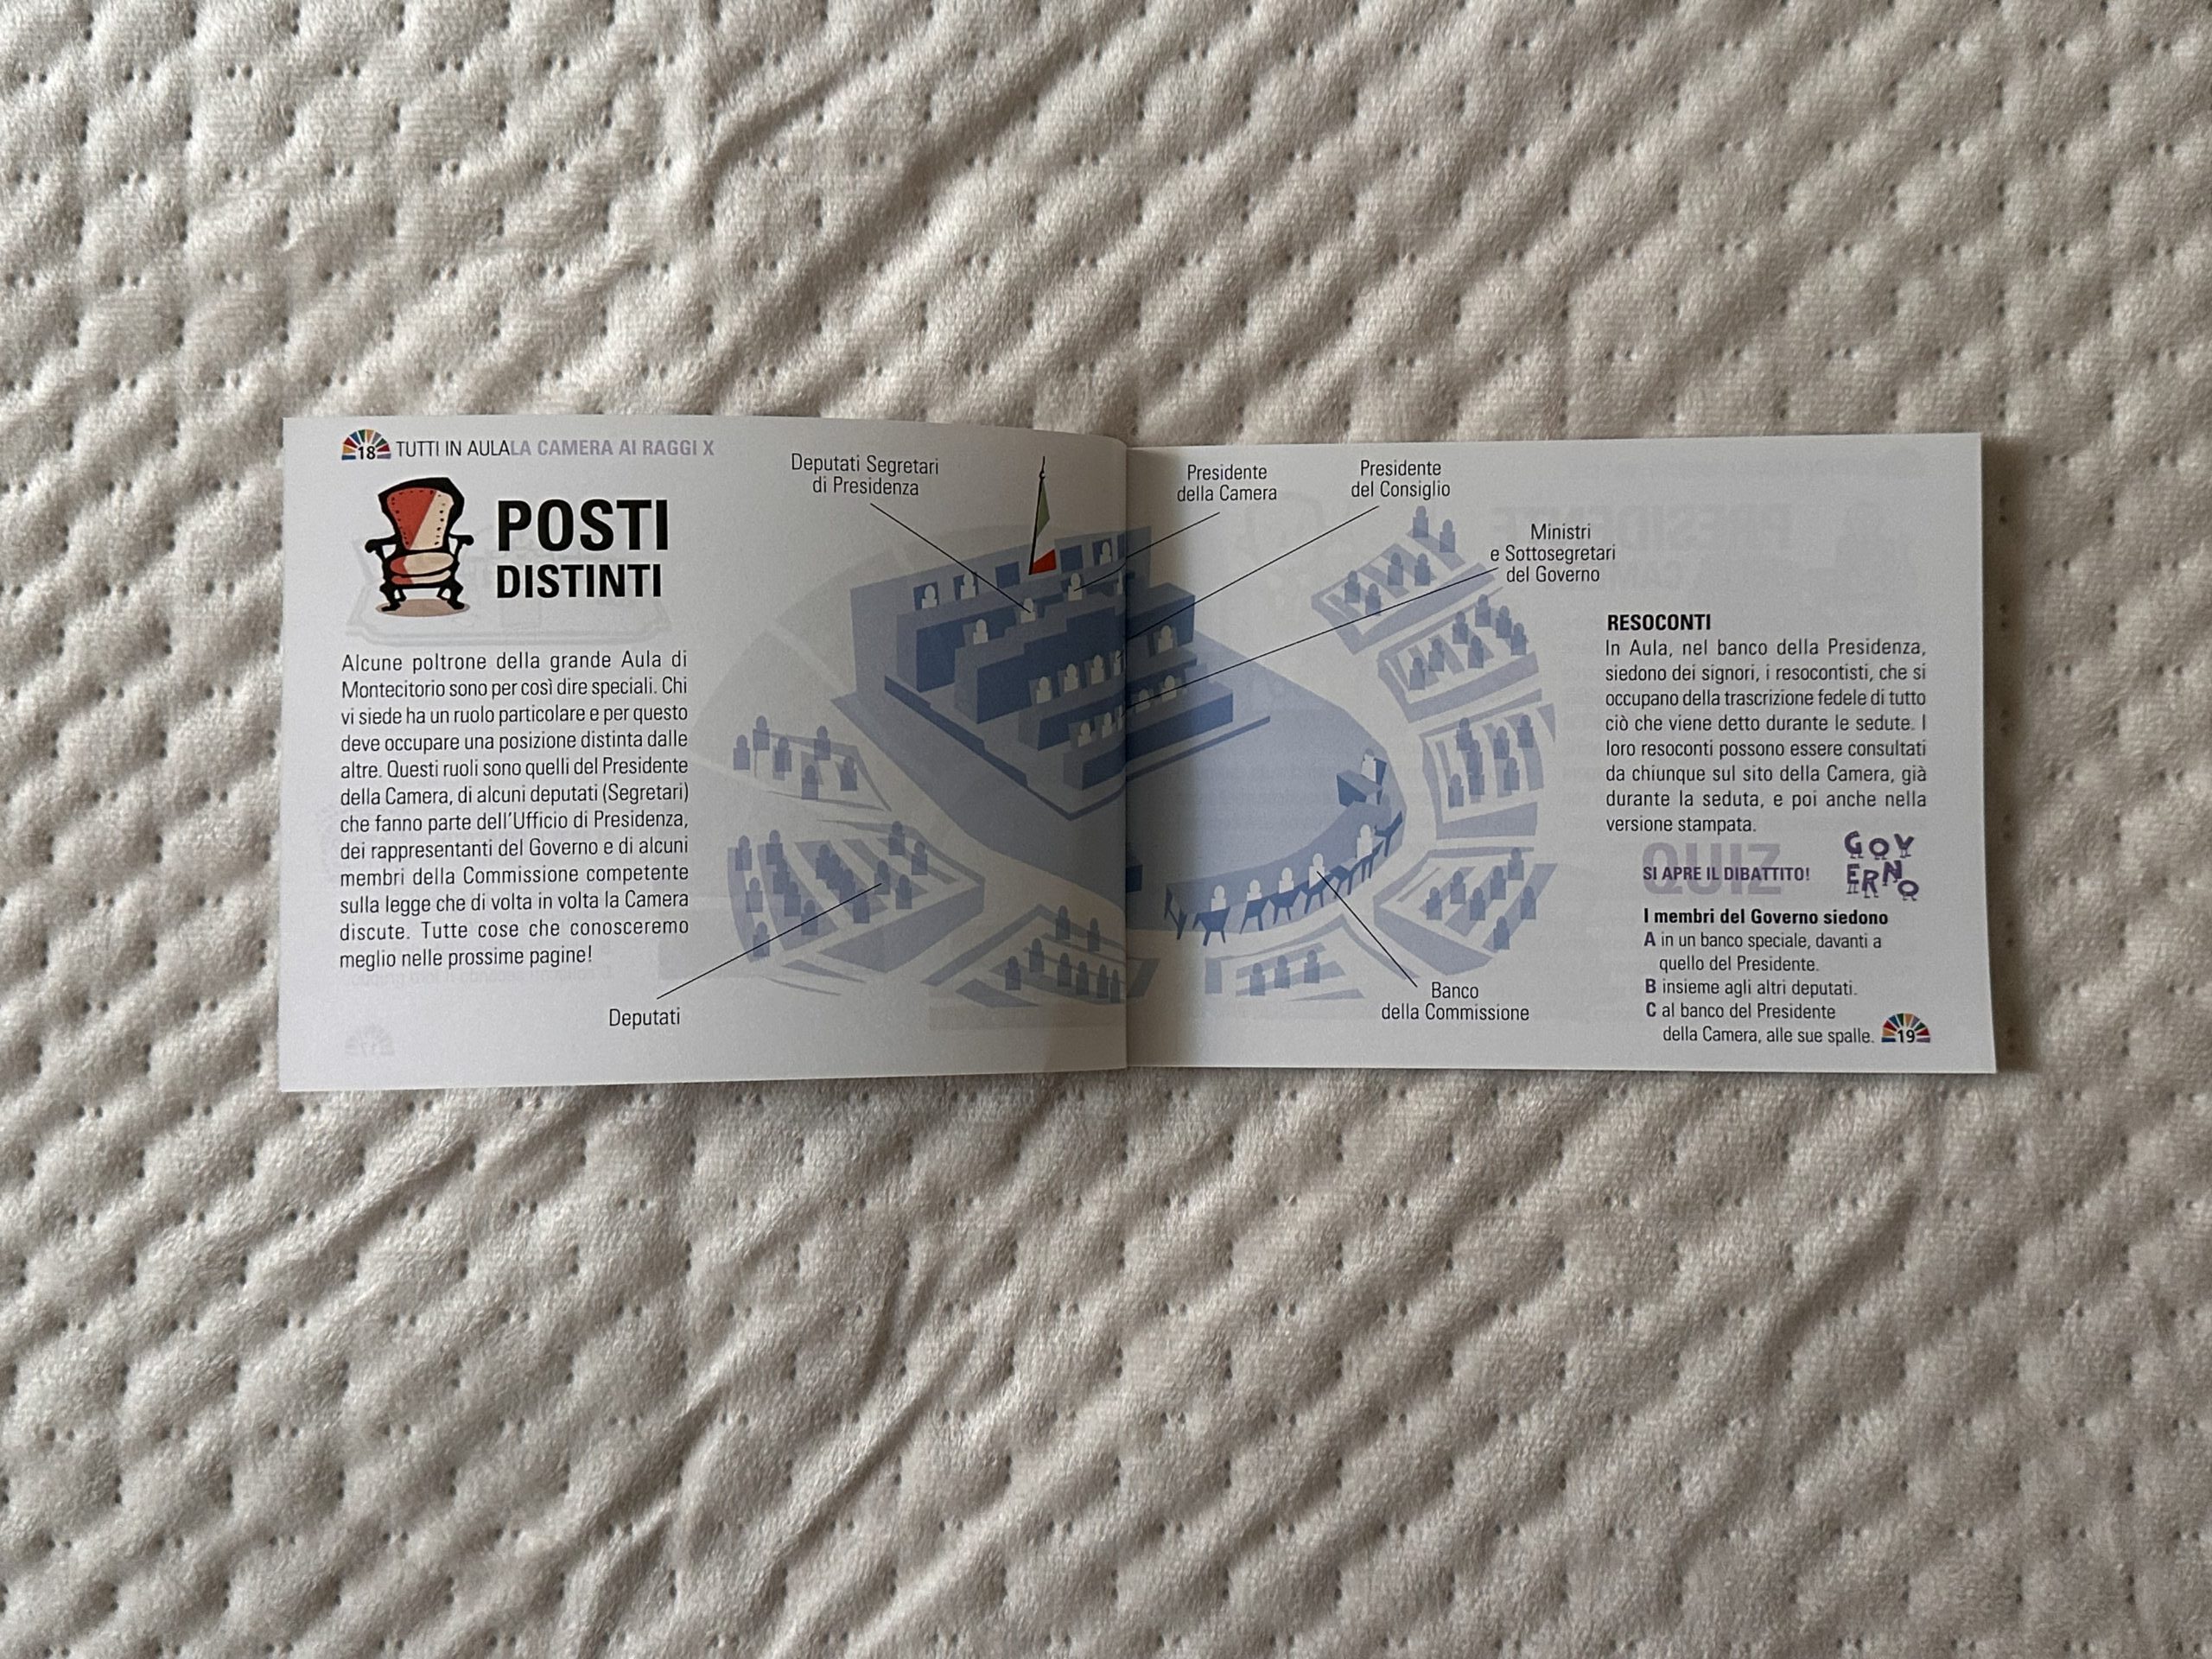 18 TUTTI IN AULA LA CAMERA AI RAGGI X
POSTI
DISTINTI
Alcune poltrone della grande Aula di
Montecitorio sono per così dire speciali. Chi
vi siede ha un ruolo particolare e per questo
deve occupare una posizione distinta dalle
altre. Questi ruoli sono quelli del Presidente
della Camera, di alcuni deputati (Segretari)
che fanno parte dell'Ufficio di Presidenza,
dei rappresentanti del Governo e di alcuni
membri della Commissione competente
sulla legge che di volta in volta la Camera
discute. Tutte cose che conosceremo
meglio nelle prossime pagine!
Deputati Segretari
di Presidenza
Deputati
Presidente
della Camera
Presidente
del Consiglio
Ministri
e Sottosegretari
del Governo
Banco
della Commissione
RESOCONTI
In Aula, nel banco della Presidenza,
siedono dei signori, i resocontisti, che si
occupano della trascrizione fedele di tutto
ciò che viene detto durante le sedute. I
loro resoconti possono essere consultati
da chiunque sul sito della Camera, già
durante la seduta, e poi anche nella
versione stampata.
QUIZ
SI APRE IL DIBATTITO!
GOV
ERNO
I membri del Governo siedono
A in un banco speciale, davanti a
quello del Presidente.
B insieme agli altri deputati.
C al banco del Presidente
della Camera, alle sue spalle.
19